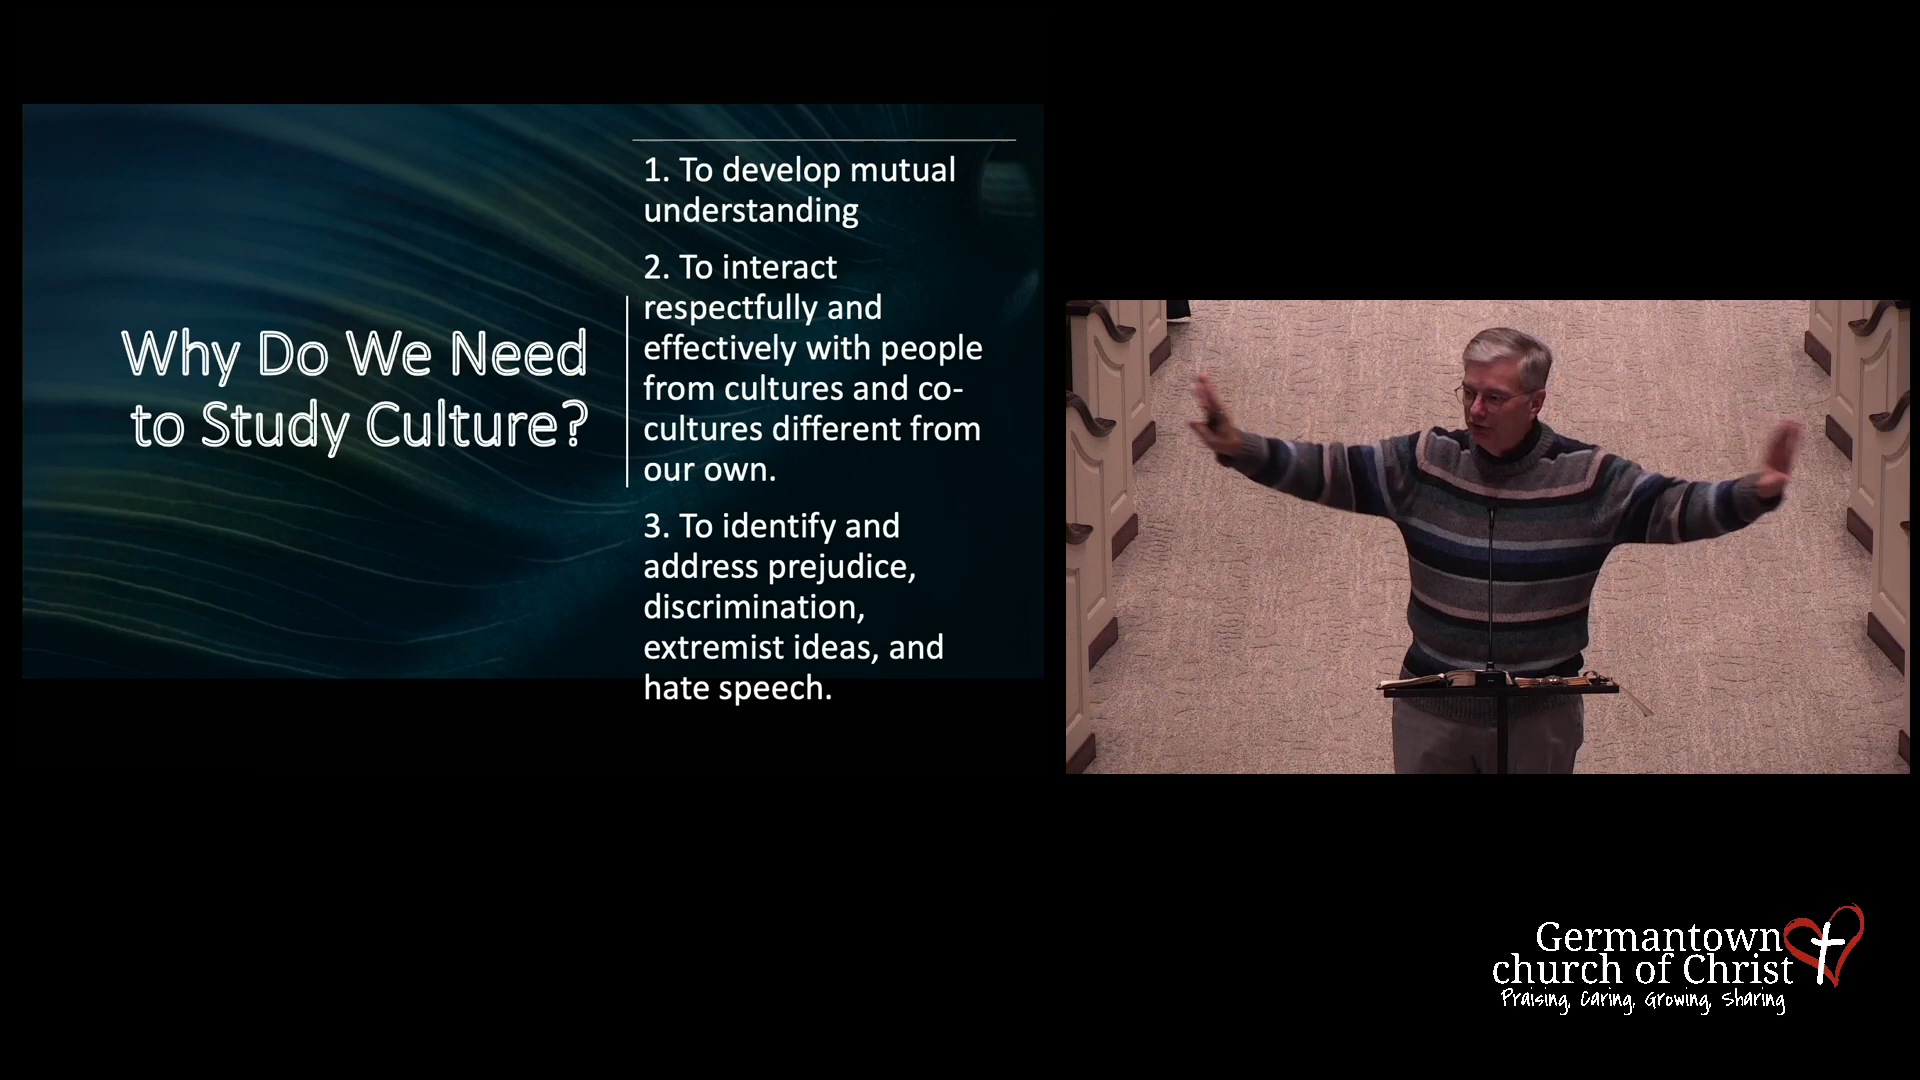 Why Do We Need
to Study Culture?
1. To develop mutual
understanding
2. To interact
respectfully and
effectively with people
from cultures and co-
cultures different from
our own.
3. To identify and
address prejudice,
discrimination,
extremist ideas, and
hate speech.
Germantown
church of Christ
Praising, Caring, Growing, Sharing